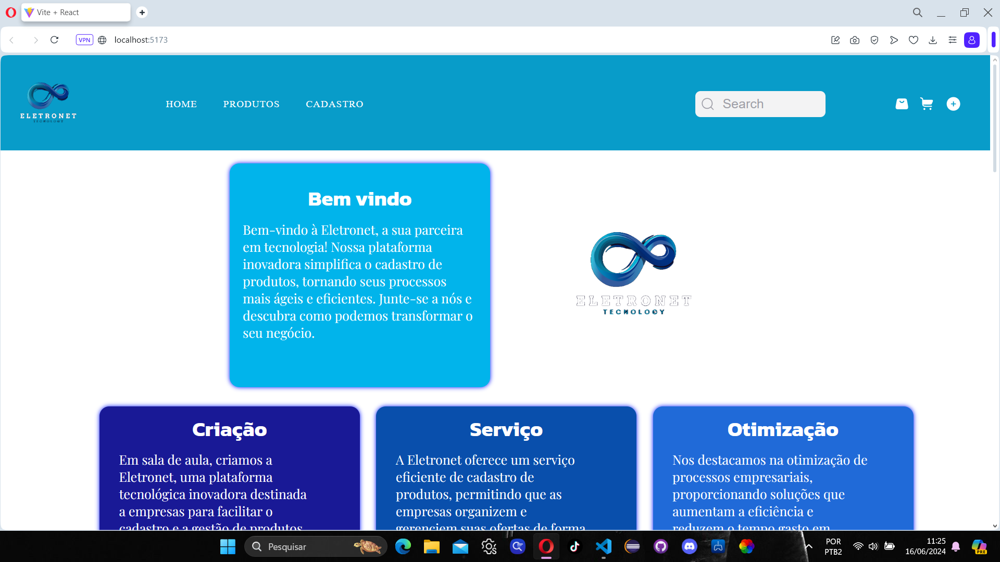 Vite + React
VPN
localhost:5173
ELETRONET
TECNOLOGY
HOME
PRODUTOS
CADASTRO
Search
Bem vindo
Bem-vindo à Eletronet, a sua parceira
em tecnologia! Nossa plataforma
inovadora simplifica o cadastro de
produtos, tornando seus processos
mais ágeis e eficientes. Junte-se a nós e
descubra como podemos transformar o
seu negócio.
ELETRONET
TECNOLOGY
Criação
Em sala de aula, criamos a
Eletronet, uma plataforma
tecnológica inovadora destinada
a empresas para facilitar o
cadastro e a gestão de produtos
Serviço
A Eletronet oferece um serviço
eficiente de cadastro de
produtos, permitindo que as
empresas organizem e
gerenciem suas ofertas de forma
Otimização
Nos destacamos na otimização de
processos empresariais,
proporcionando soluções que
aumentam a eficiência e
reduzem o tempo gasto em
Pesquisar
POR
PTB2
11:25
16/06/2024
PRE